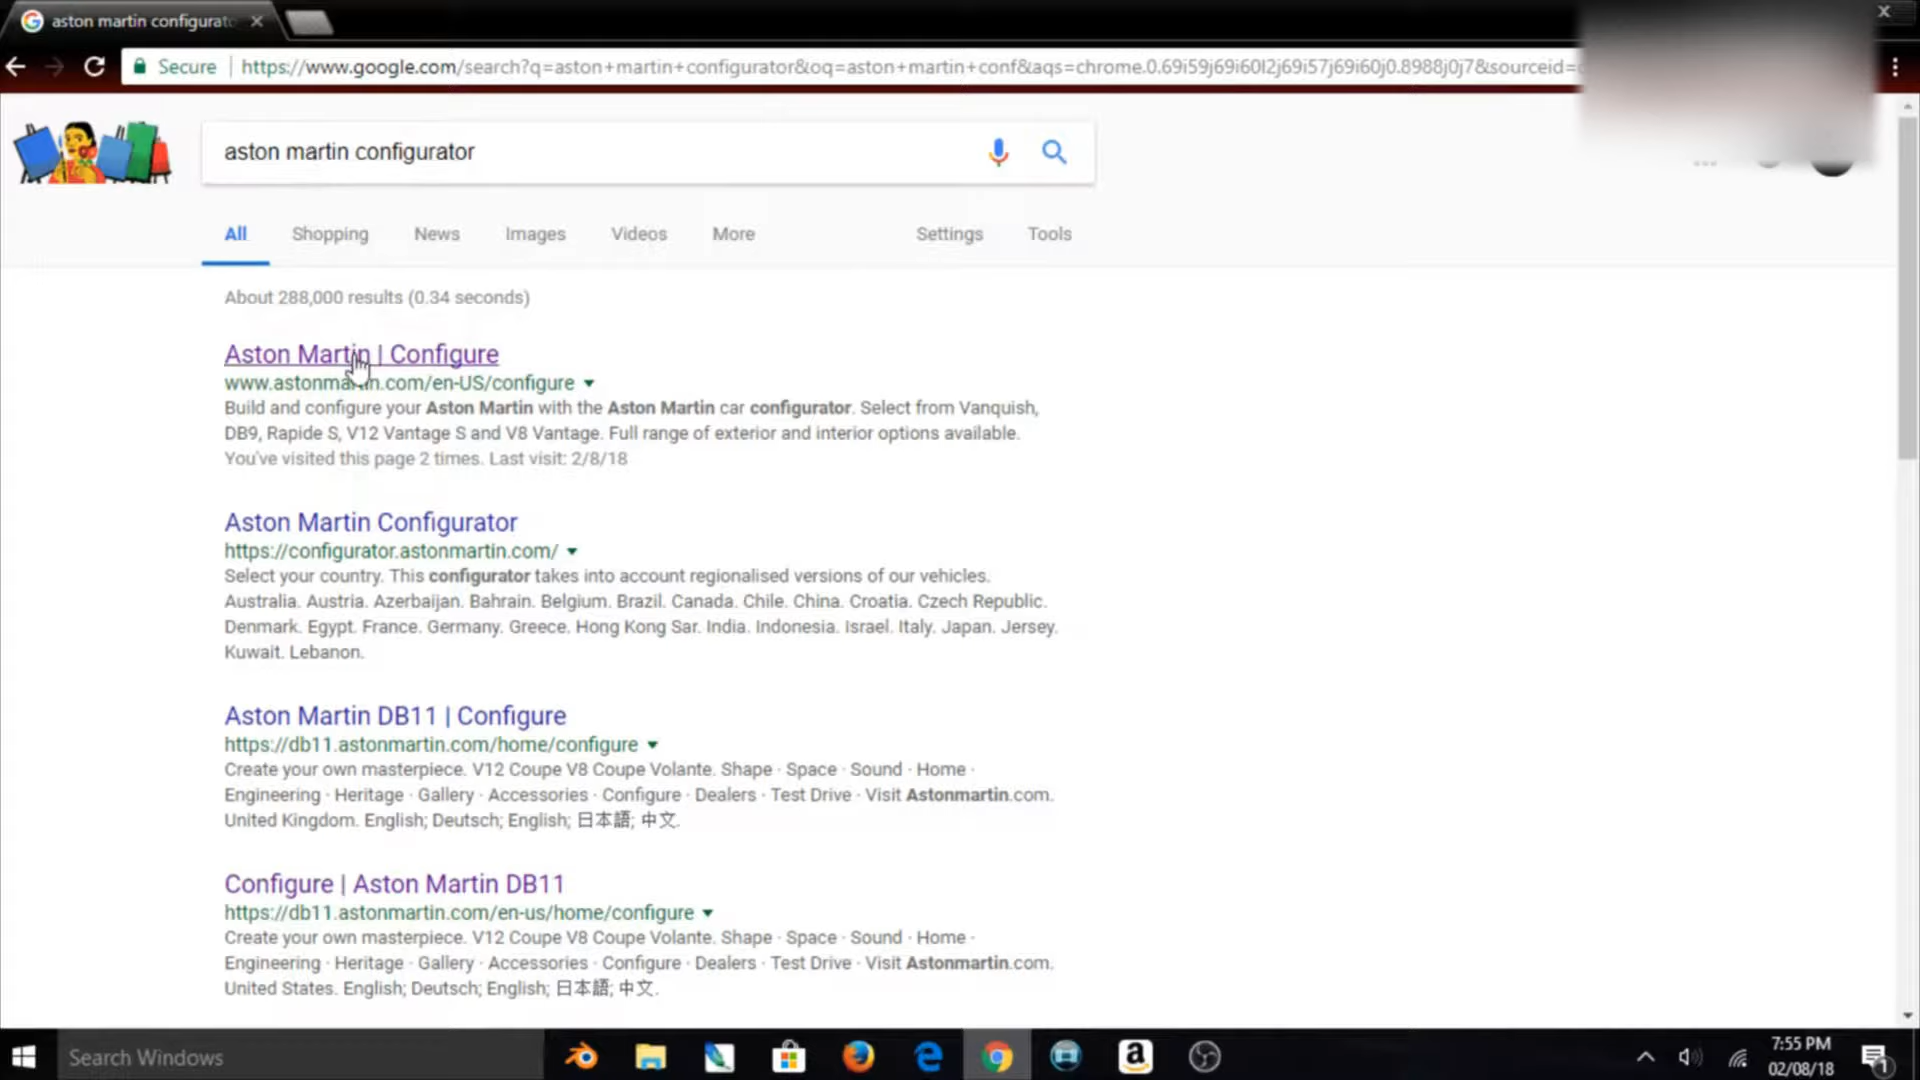 aston martin configurato
Secure
https://www.google.com/search?q=aston+martin+configurator&oq=aston+martin+conf&aqs=chrome.0.69i59j69i60l2j69i57j69i60j0.8988j0j7&sourceid=
aston martin configurator
All Shopping News Images Videos More Settings Tools
About 288,000 results (0.34 seconds)
Aston Martin | Configure
www.astonmartin.com/en-US/configure
Build and configure your Aston Martin with the Aston Martin car configurator. Select from Vanquish,
DB9, Rapide S, V12 Vantage S and V8 Vantage. Full range of exterior and interior options available.
You've visited this page 2 times. Last visit: 2/8/18
Aston Martin Configurator
https://configurator.astonmartin.com/
Select your country. This configurator takes into account regionalised versions of our vehicles.
Australia. Austria. Azerbaijan. Bahrain. Belgium. Brazil. Canada. Chile. China. Croatia. Czech Republic.
Denmark. Egypt. France. Germany. Greece. Hong Kong Sar. India. Indonesia. Israel. Italy. Japan. Jersey.
Kuwait. Lebanon.
Aston Martin DB11 | Configure
https://db11.astonmartin.com/home/configure
Create your own masterpiece. V12 Coupe V8 Coupe Volante. Shape · Space · Sound · Home ·
Engineering · Heritage · Gallery · Accessories · Configure · Dealers · Test Drive · Visit Astonmartin.com.
United Kingdom. English; Deutsch; English; 日本語; 中文.
Configure | Aston Martin DB11
https://db11.astonmartin.com/en-us/home/configure
Create your own masterpiece. V12 Coupe V8 Coupe Volante. Shape · Space · Sound · Home ·
Engineering · Heritage · Gallery · Accessories · Configure · Dealers · Test Drive · Visit Astonmartin.com.
United States. English; Deutsch; English; 日本語; 中文.
Search Windows
7:55 PM
02/08/18
1